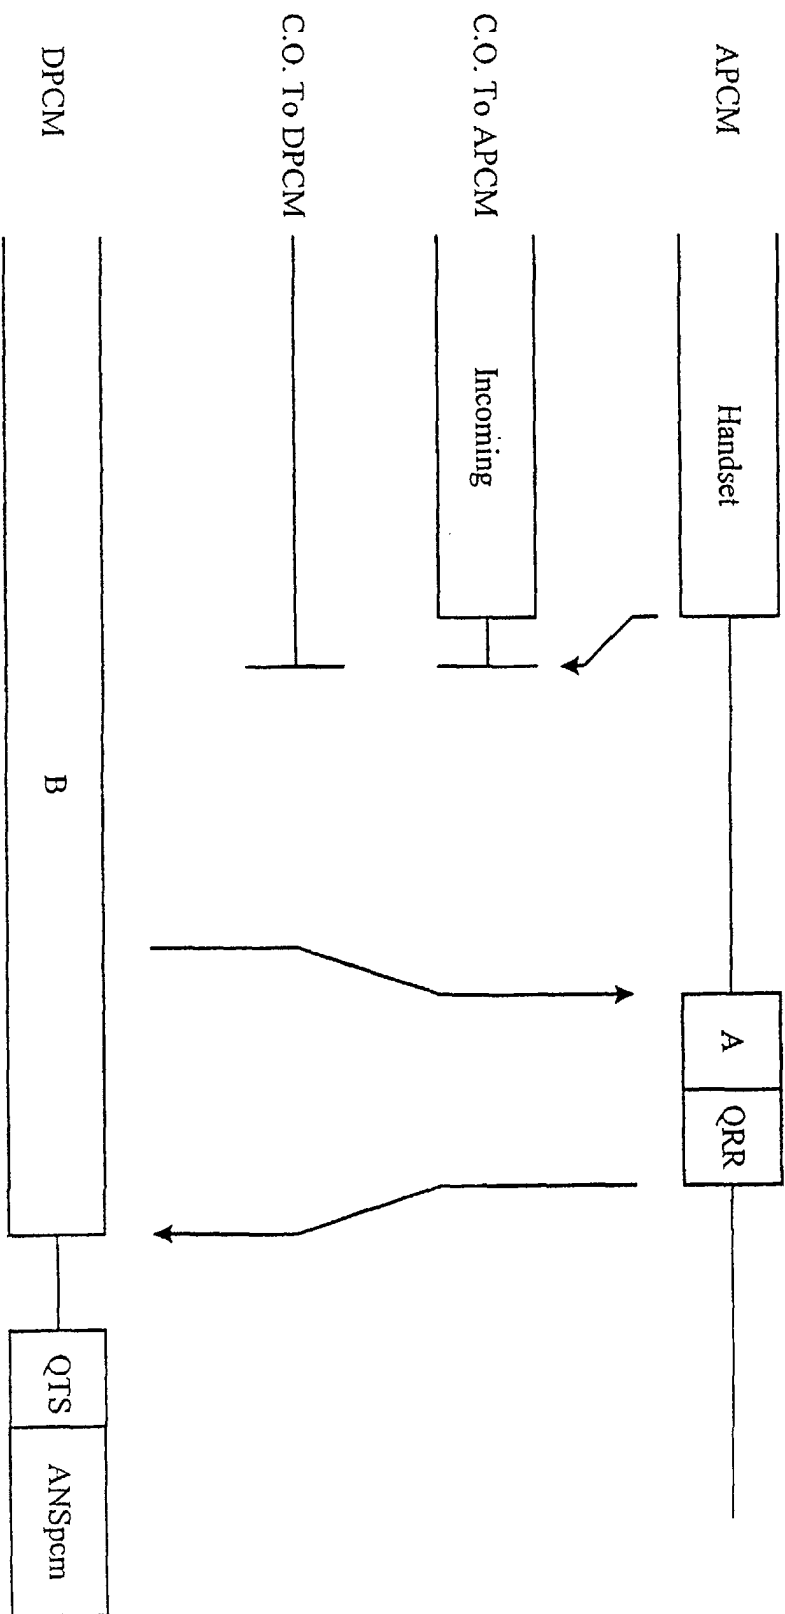 APCM
Handset
A
QRR
C.O. To APCM
Incoming
C.O. To DPCM
DPCM
B
QTS
ANSpcm